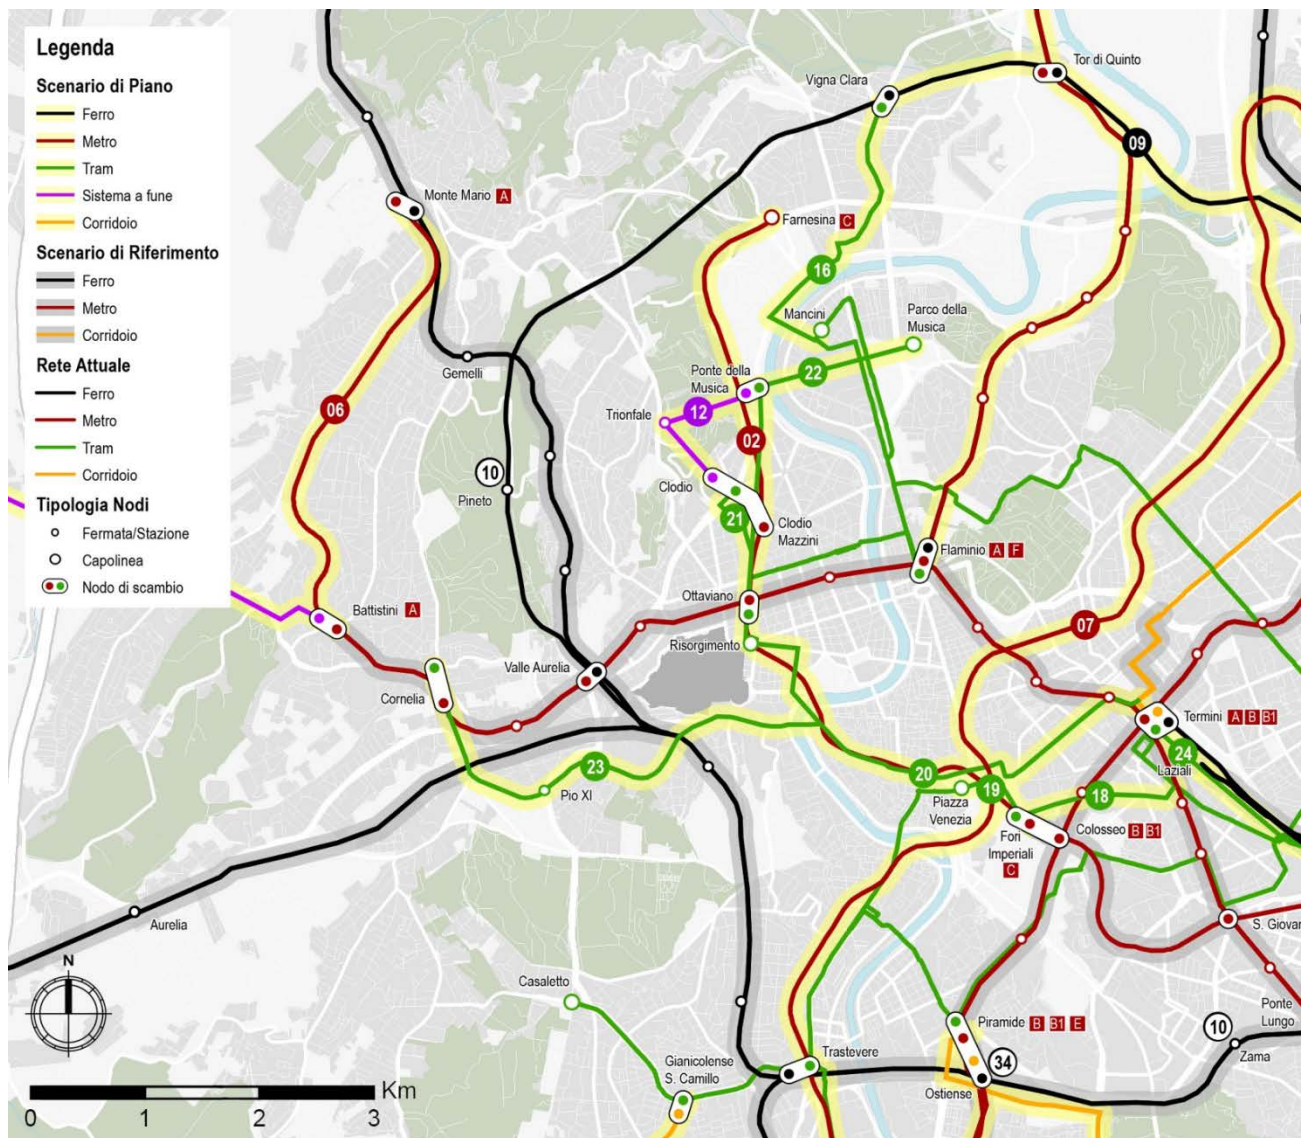 Legenda
Scenario di Piano
Ferro
Metro
Tram
Sistema a fune
Corridoio
Scenario di Riferimento
Ferro
Metro
Corridoio
Rete Attuale
Ferro
Metro
Tram
Corridoio
Tipologia Nodi
Fermata/Stazione
Capolinea
Nodo di scambio
Tor di Quinto
Vigna Clara
09
Monte Mario A
Farnesina C
16
Mancini
Parco della
Musica
Gemelli
Ponte della
Musica
22
06
Trionfale
12
02
10
Pineto
Clodio
21
Clodio
Mazzini
Flaminio A F
Ottaviano
Battistini A
07
Risorgimento
Valle Aurelia
Cornelia
Termini A B B1
24
Laziali
23
20
19
18
Pio XI
Piazza
Venezia
Fori
Imperiali
C
Colosseo B B1
Aurelia
S. Giovan
N
Casaletto
Ponte
Lungo
Piramide B B1 E
10
Zama
Trastevere
34
Gianicolense
S. Camillo
Ostiense
Km
0 1 2 3